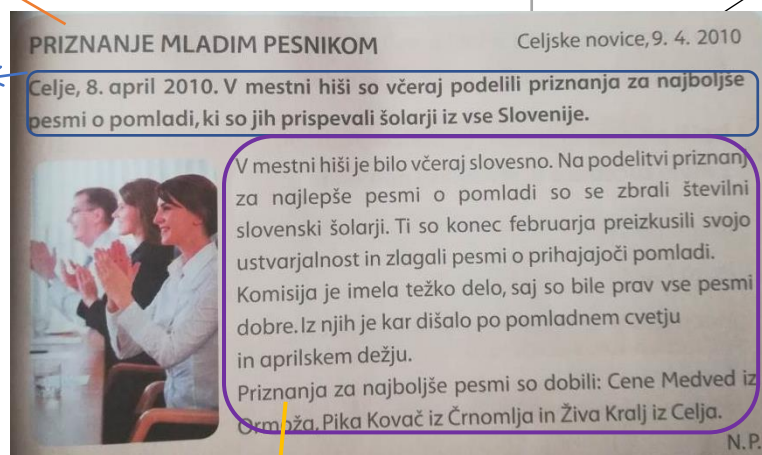 PRIZNANJE MLADIM PESNIKOM
Celjske novice, 9. 4. 2010
Celje, 8. april 2010. V mestni hiši so včeraj podelili priznanja za najboljše
pesmi o pomladi, ki so jih prispevali šolarji iz vse Slovenije.
V mestni hiši je bilo včeraj slovesno. Na podelitvi priznanj
za najlepše pesmi o pomladi so se zbrali številni
slovenski šolarji. Ti so konec februarja preizkusili svojo
ustvarjalnost in zlagali pesmi o prihajajoči pomladi.
Komisija je imela težko delo, saj so bile prav vse pesmi
dobre. Iz njih je kar dišalo po pomladnem cvetju
in aprilskem dežju.
Priznanja za najboljše pesmi so dobili: Cene Medved iz
Ormoža, Pika Kovač iz Črnomlja in Živa Kralj iz Celja.
N.P.